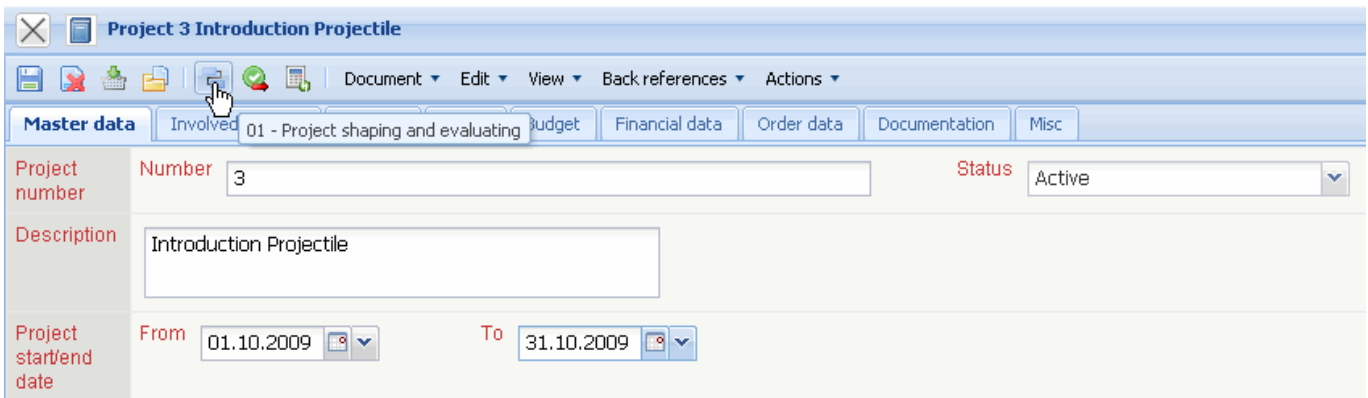 Project 3 Introduction Projectile
Document Edit View Back references Actions
Master data Involved Budget Financial data Order data Documentation Misc
01 - Project shaping and evaluating
Project number Number 3 Status Active
Description Introduction Projectile
Project start/end date From 01.10.2009 To 31.10.2009